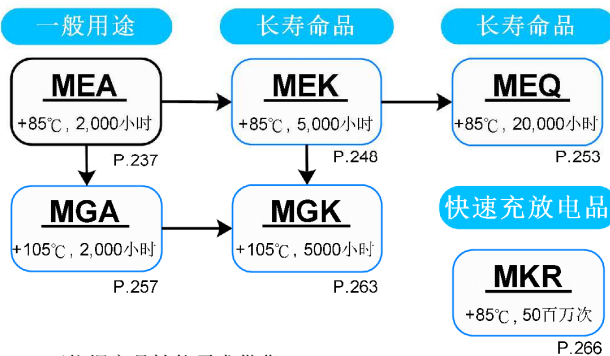 一般用途 长寿命品 长寿命品
MEA MEK MEQ
+85℃, 2,000小时 +85℃, 5,000小时 +85℃, 20,000小时
P.237 P.248 P.253
MGA MGK 快速充放电品
+105℃, 2,000小时 +105℃, 5000小时
P.257 P.263
MKR
+85℃, 50百万次
P.266